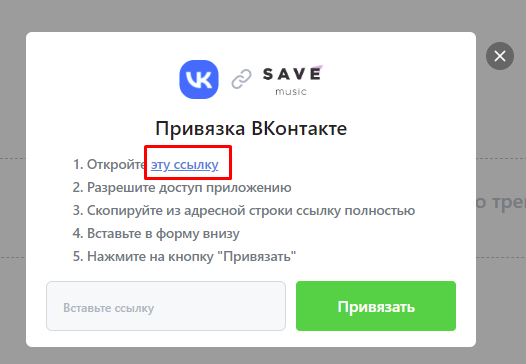 SAVE
music
Привязка ВКонтакте
1. Откройте эту ссылку
2. Разрешите доступ приложению
3. Скопируйте из адресной строки ссылку полностью
4. Вставьте в форму внизу
5. Нажмите на кнопку "Привязать"
о тре
Вставьте ссылку
Привязать